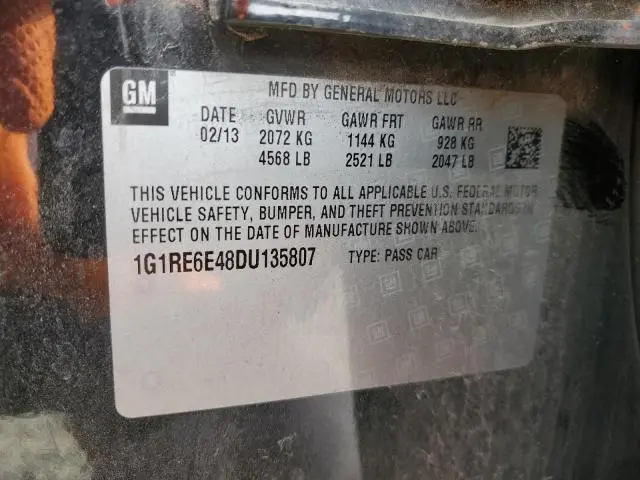 GM
MFD BY GENERAL MOTORS LLC
DATE GVWR GAWR FRT GAWR RR
02/13 2072 KG 1144 KG 928 KG
4568 LB 2521 LB 2047 LB
THIS VEHICLE CONFORMS TO ALL APPLICABLE U.S. FEDERAL MOTOR
VEHICLE SAFETY, BUMPER, AND THEFT PREVENTION STANDARDS IN
EFFECT ON THE DATE OF MANUFACTURE SHOWN ABOVE.
1G1RE6E48DU135807 TYPE: PASS CAR